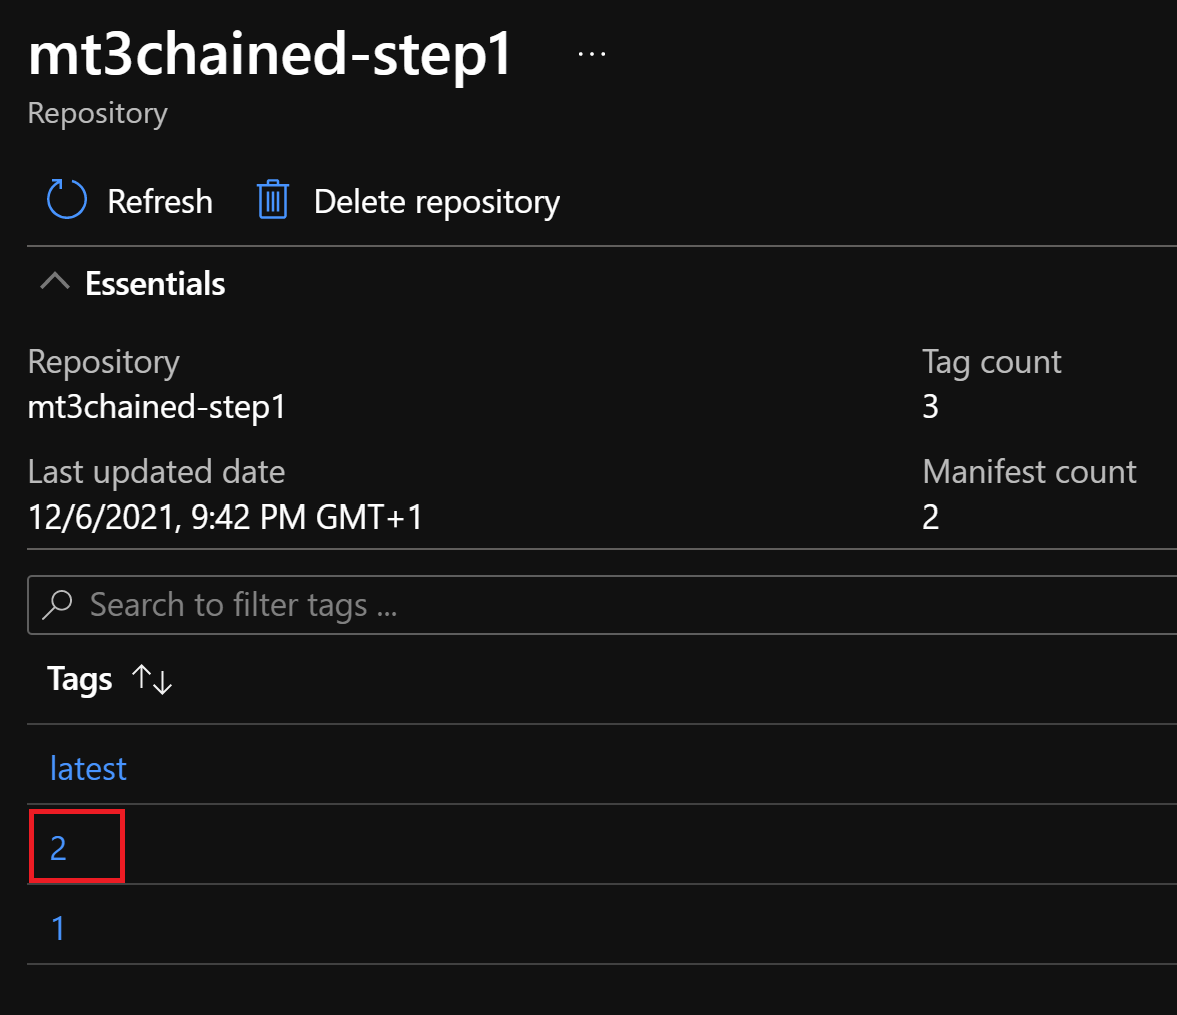 mt3chained-step1 ...
Repository
Refresh Delete repository
Essentials
Repository Tag count
mt3chained-step1 3
Last updated date Manifest count
12/6/2021, 9:42 PM GMT+1 2
Search to filter tags ...
Tags ↑↓
latest
2
1